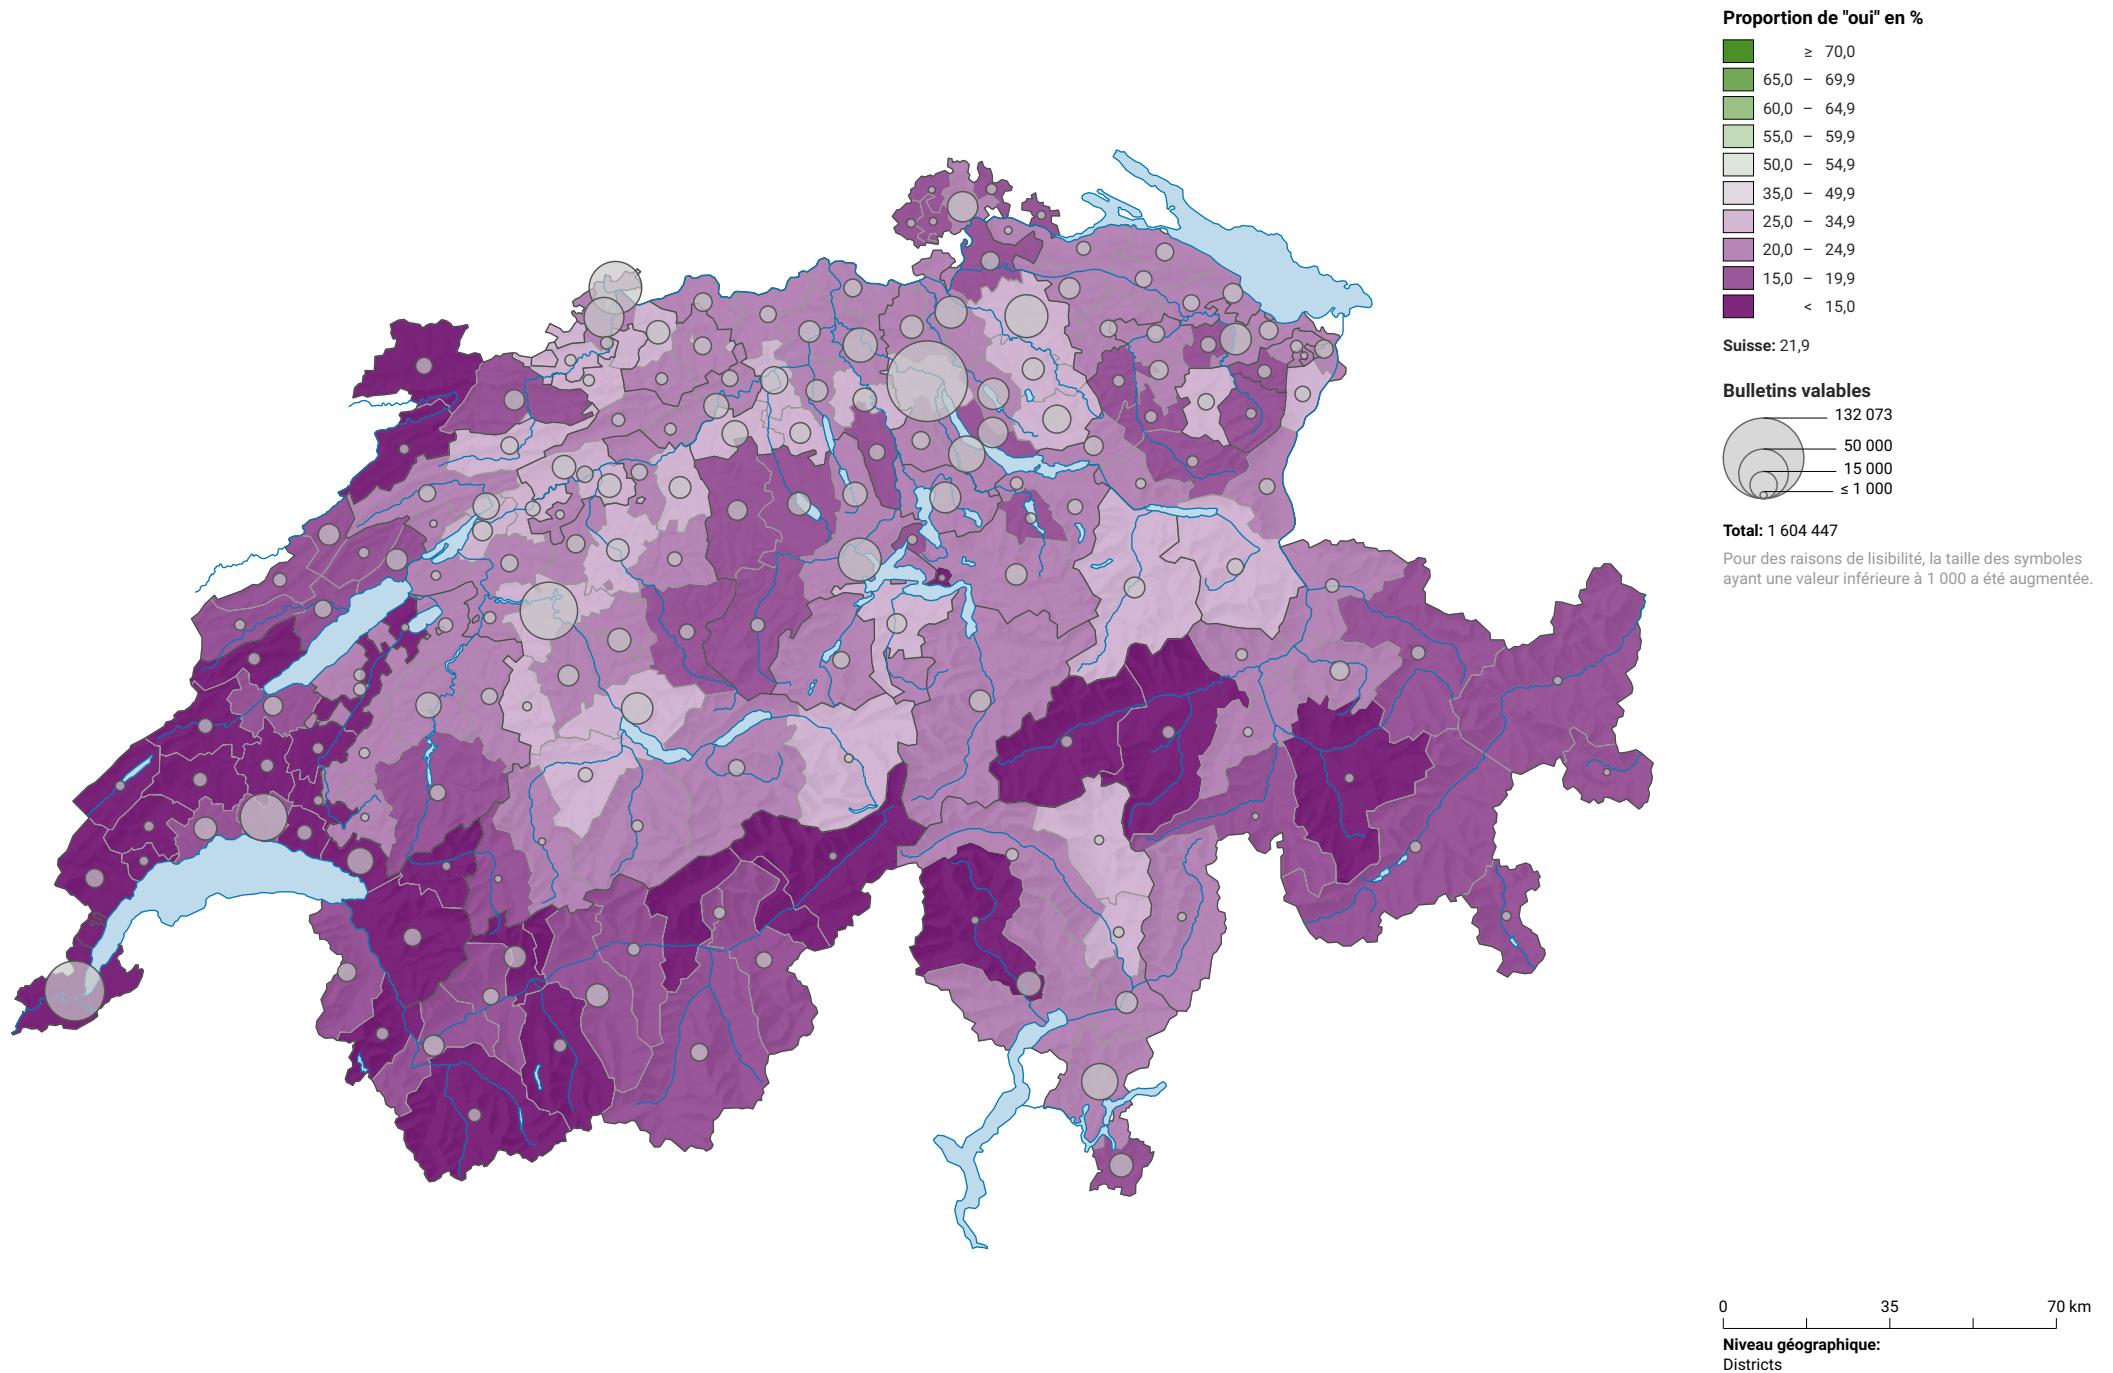 Proportion de "oui" en %
≥ 70,0
65,0 – 69,9
60,0 – 64,9
55,0 – 59,9
50,0 – 54,9
35,0 – 49,9
25,0 – 34,9
20,0 – 24,9
15,0 – 19,9
< 15,0
Suisse: 21,9
Bulletins valables
132 073
50 000
15 000
≤ 1 000
Total: 1 604 447
Pour des raisons de lisibilité, la taille des symboles
ayant une valeur inférieure à 1 000 a été augmentée.
0 35 70 km
Niveau géographique:
Districts